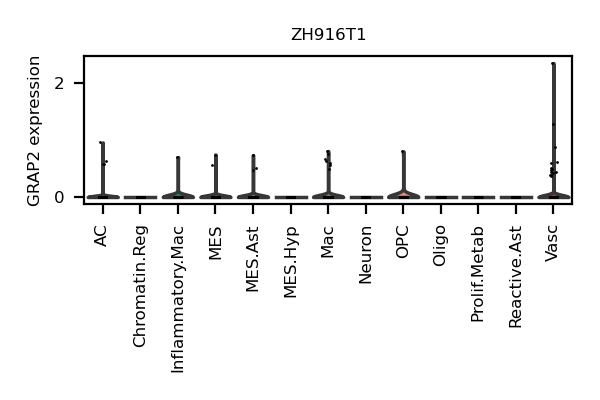 ZH916T1
GRAP2 expression
2
0
AC
Chromatin.Reg
Inflammatory.Mac
MES
MES.Ast
MES.Hyp
Mac
Neuron
OPC
Oligo
Prolif.Metab
Reactive.Ast
Vasc